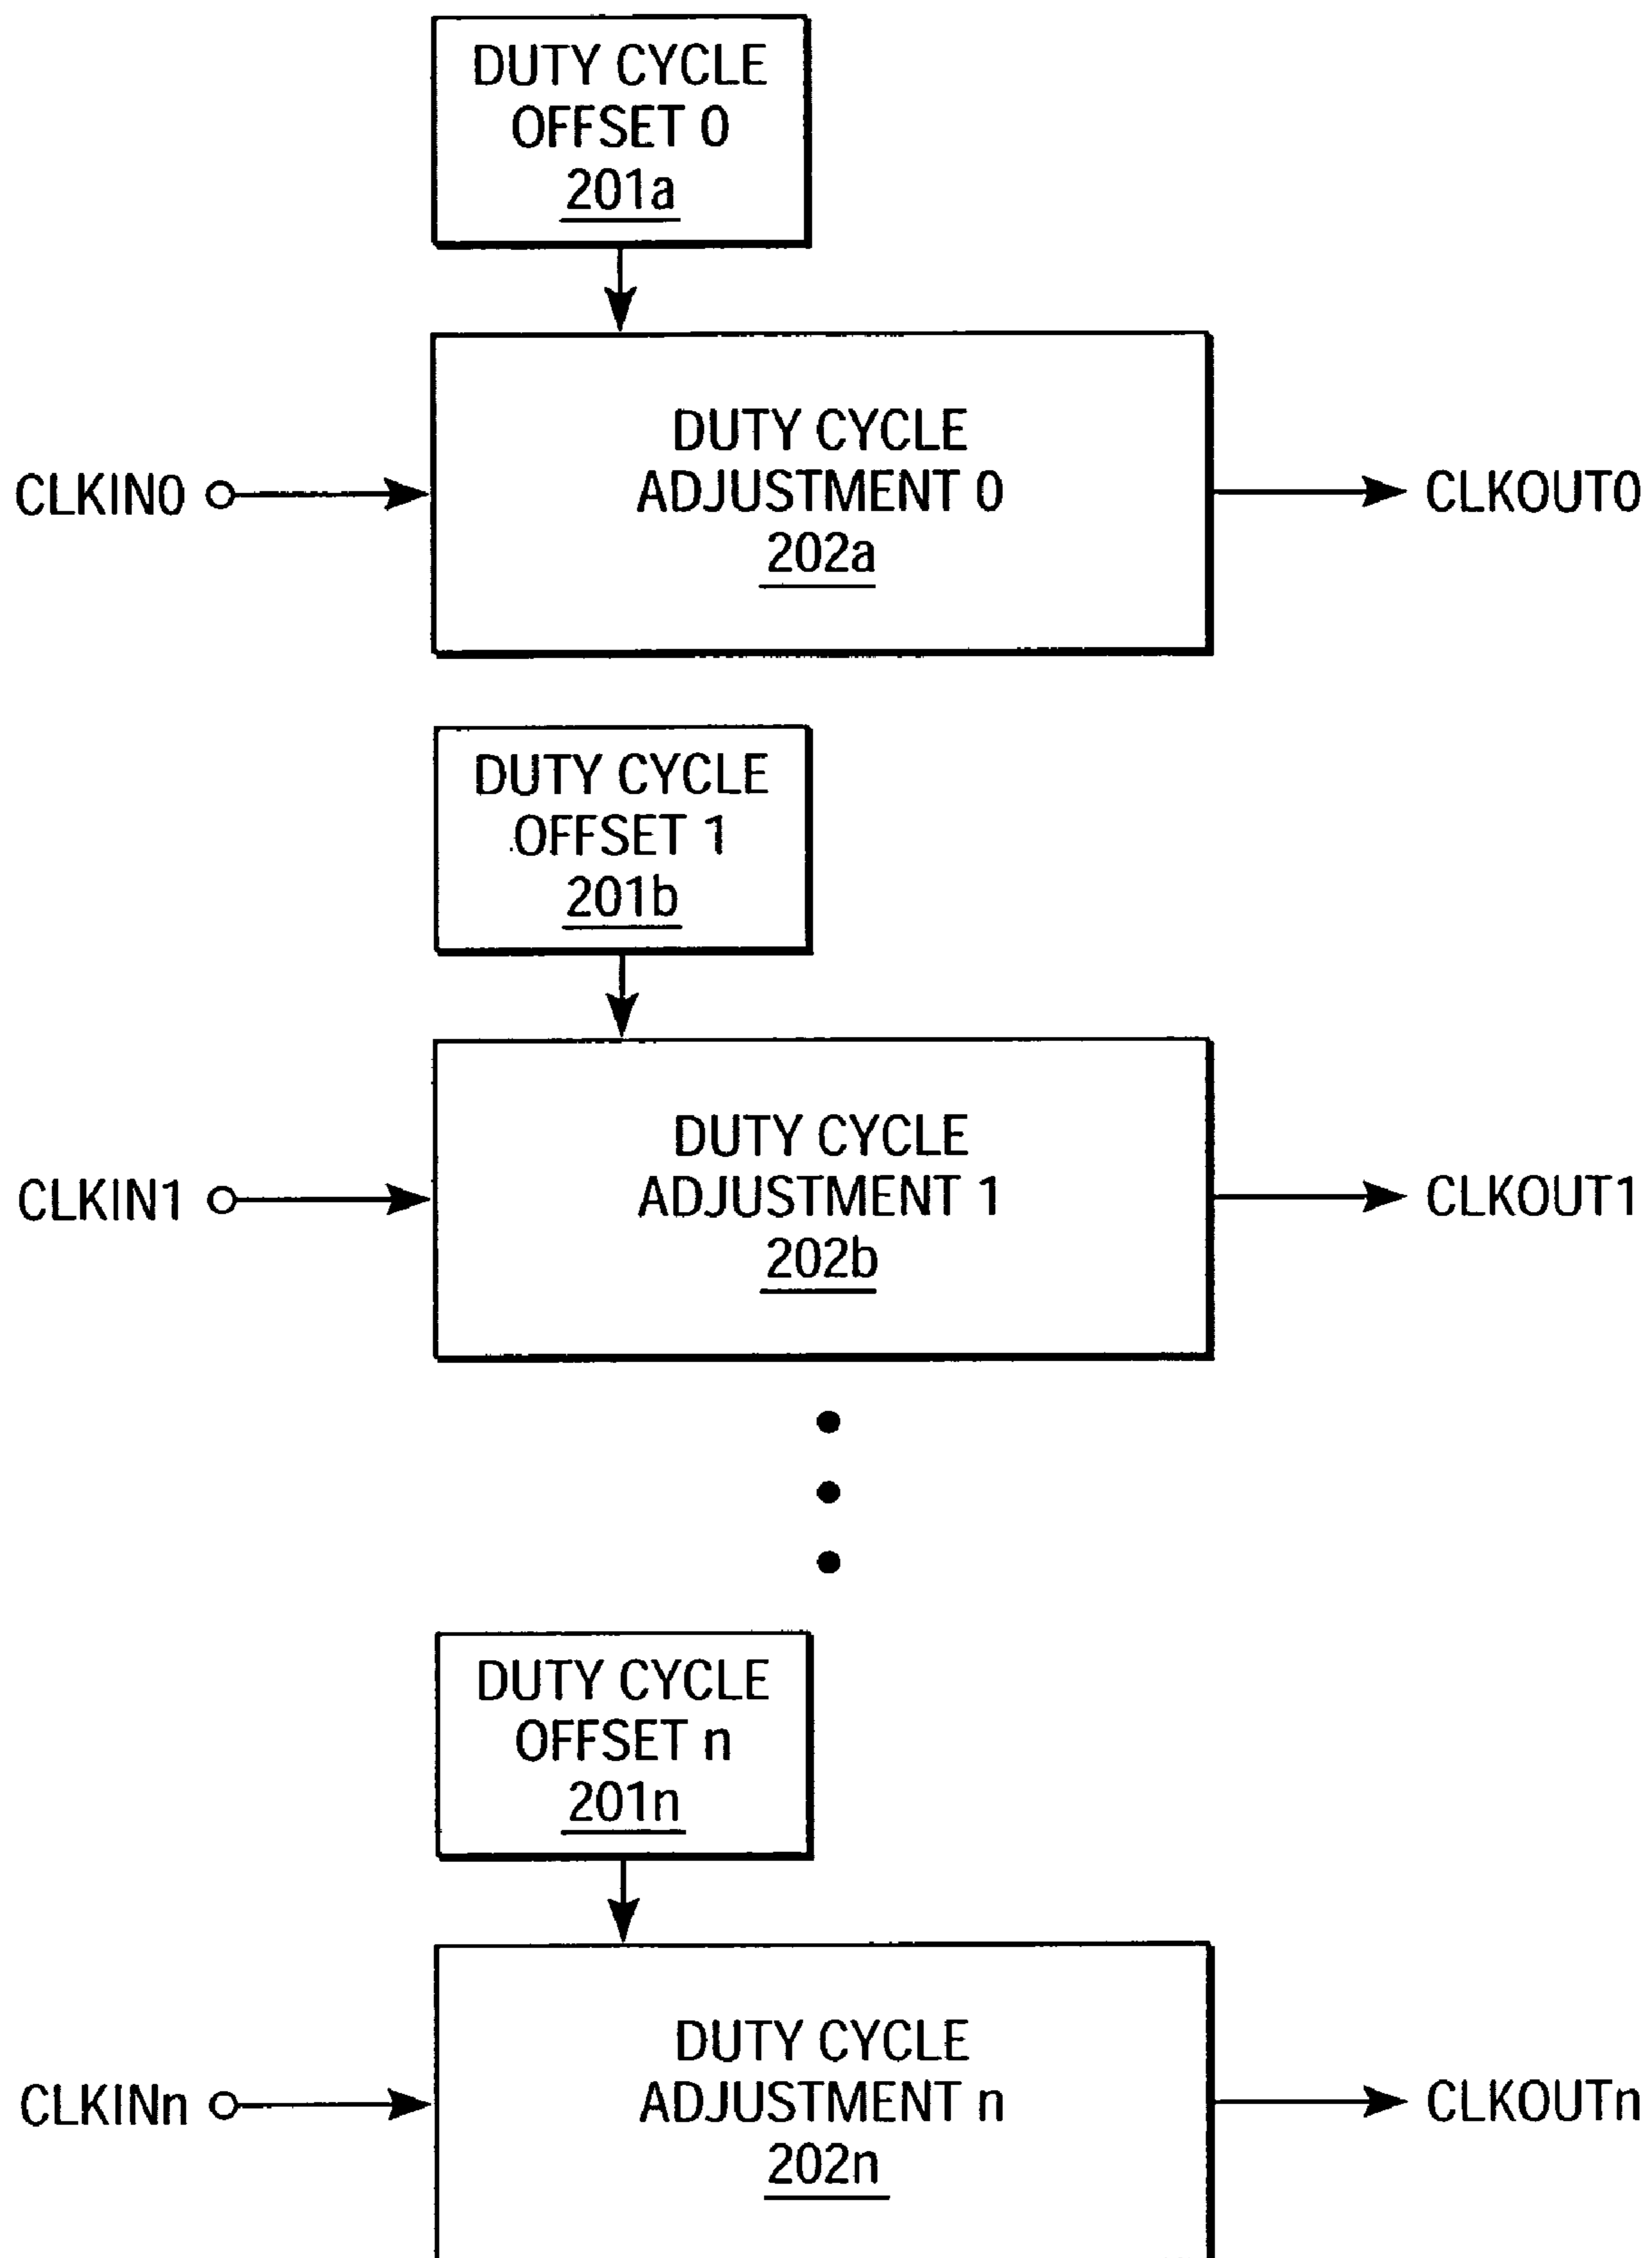 DUTY CYCLE
OFFSET 0
201a
DUTY CYCLE
ADJUSTMENT 0
202a
CLKIN0
CLKOUT0
DUTY CYCLE
OFFSET 1
201b
DUTY CYCLE
ADJUSTMENT 1
202b
CLKIN1
CLKOUT1
DUTY CYCLE
OFFSET n
201n
DUTY CYCLE
ADJUSTMENT n
202n
CLKINn
CLKOUTn